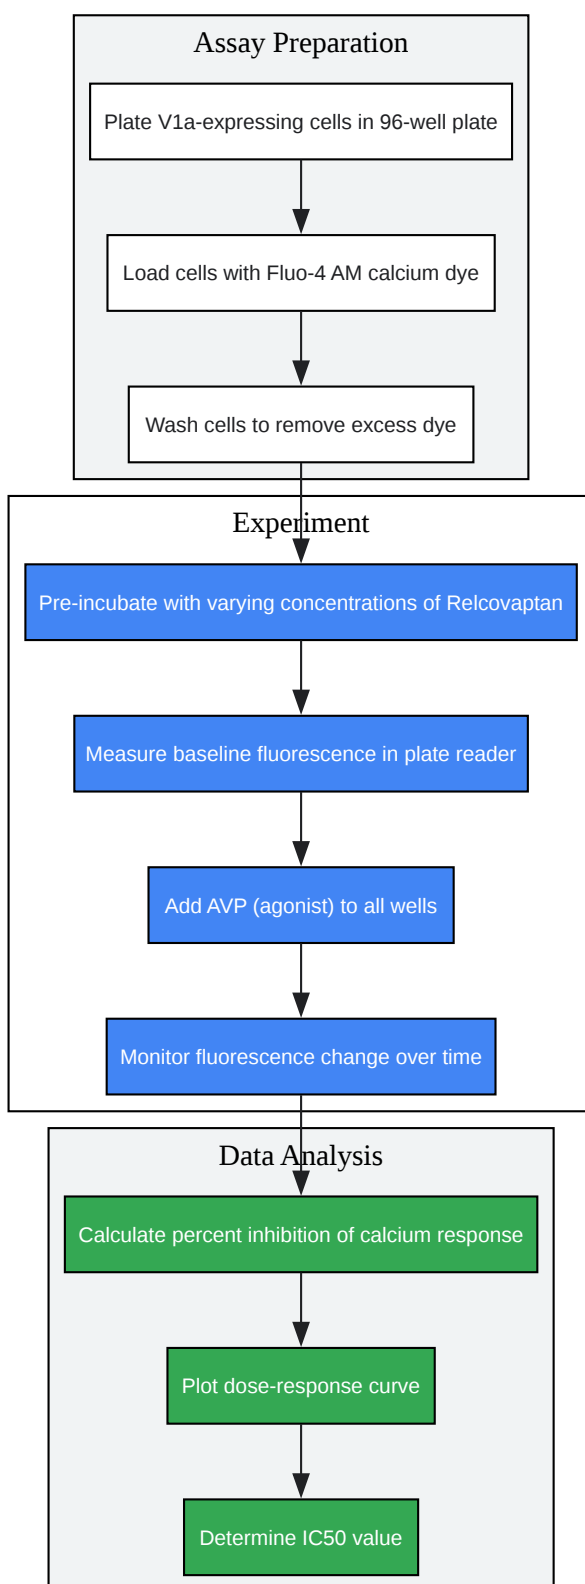 Assay Preparation
Plate V1a-expressing cells in 96-well plate
Load cells with Fluo-4 AM calcium dye
Wash cells to remove excess dye
Experiment
Pre-incubate with varying concentrations of Relcovaptan
Measure baseline fluorescence in plate reader
Add AVP (agonist) to all wells
Monitor fluorescence change over time
Data Analysis
Calculate percent inhibition of calcium response
Plot dose-response curve
Determine IC50 value